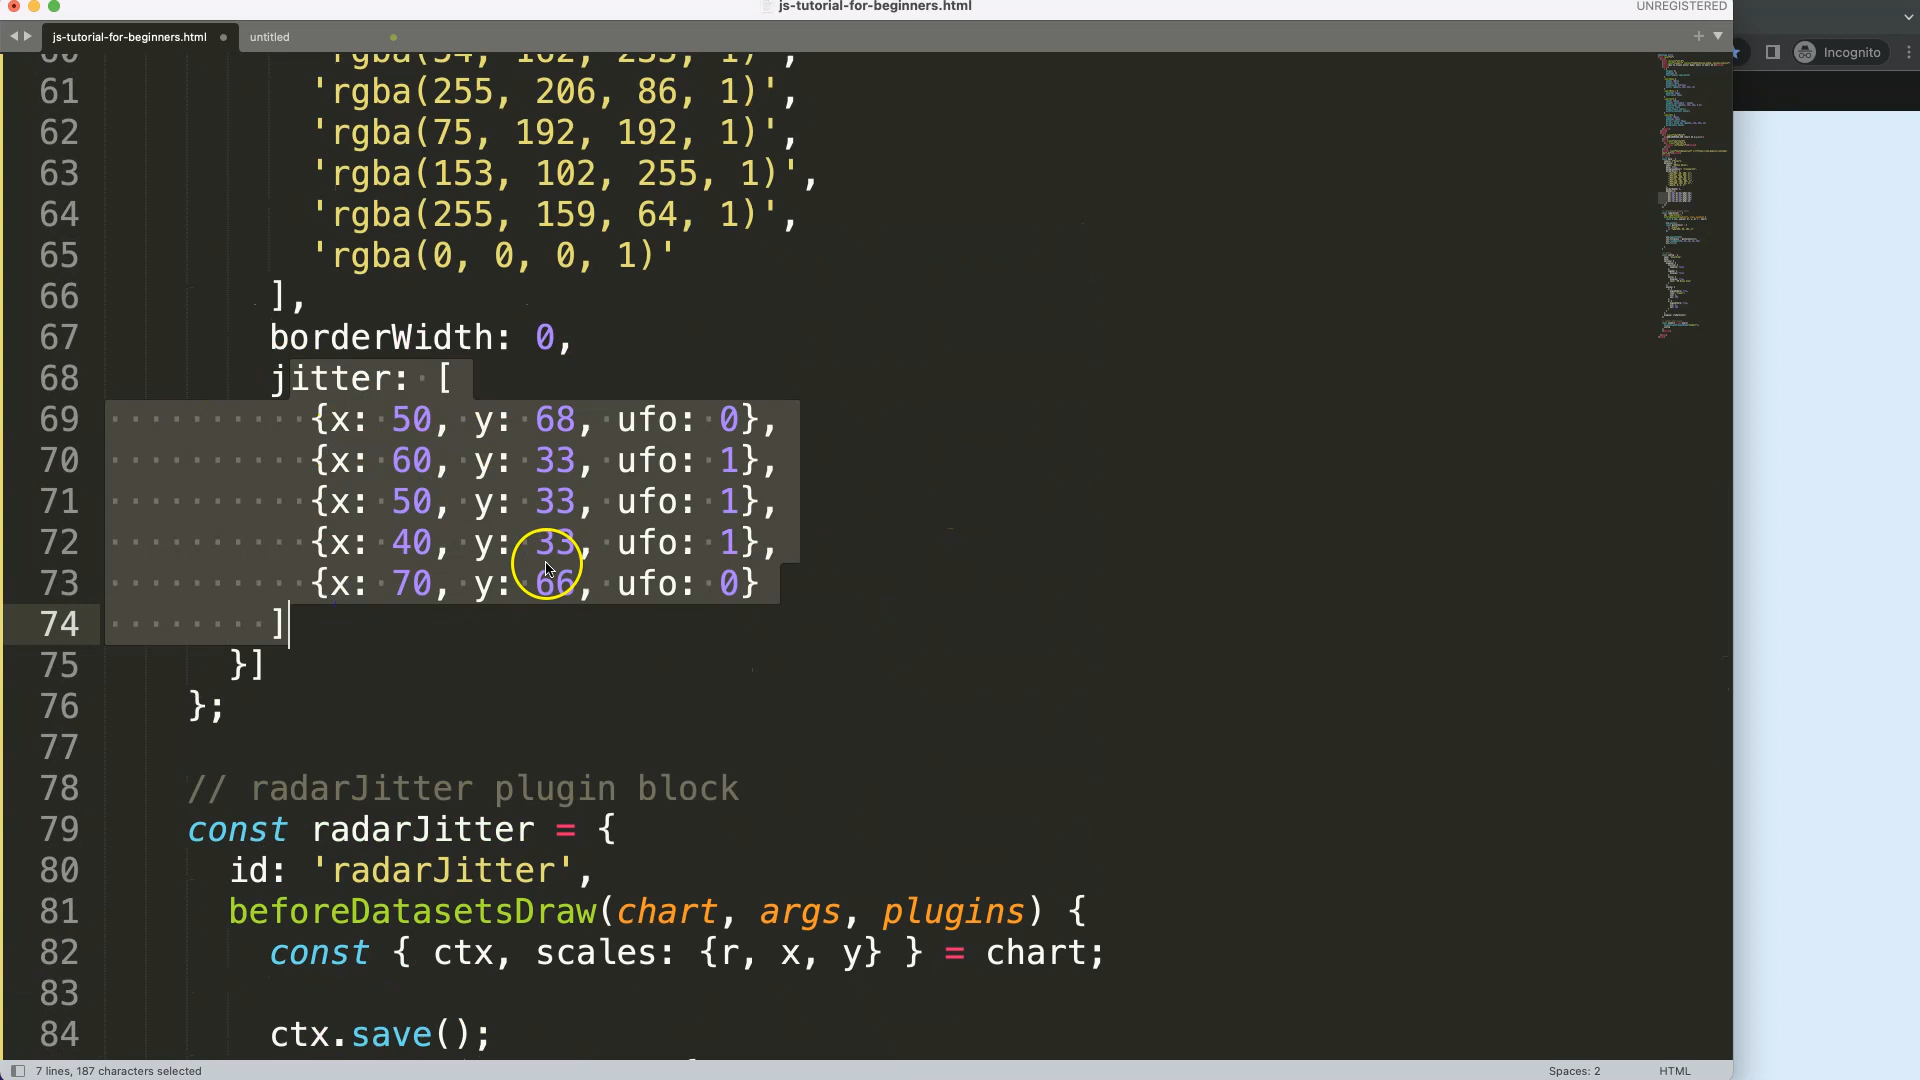 js-tutorial-for-beginners.html
UNREGISTERED
js-tutorial-for-beginners.html
untitled
Incognito
61 'rgba(255, 206, 86, 1)',
62 'rgba(75, 192, 192, 1)',
63 'rgba(153, 102, 255, 1)',
64 'rgba(255, 159, 64, 1)',
65 'rgba(0, 0, 0, 1)'
66 ],
67 borderWidth: 0,
68 jitter: [
69 {x: 50, y: 68, ufo: 0},
70 {x: 60, y: 33, ufo: 1},
71 {x: 50, y: 33, ufo: 1},
72 {x: 40, y: 33, ufo: 1},
73 {x: 70, y: 66, ufo: 0}
74 ]
75 }]
76 };
77
78 // radarJitter plugin block
79 const radarJitter = {
80 id: 'radarJitter',
81 beforeDatasetsDraw(chart, args, plugins) {
82 const { ctx, scales: {r, x, y} } = chart;
83
84 ctx.save();
7 lines, 187 characters selected
Spaces: 2
HTML